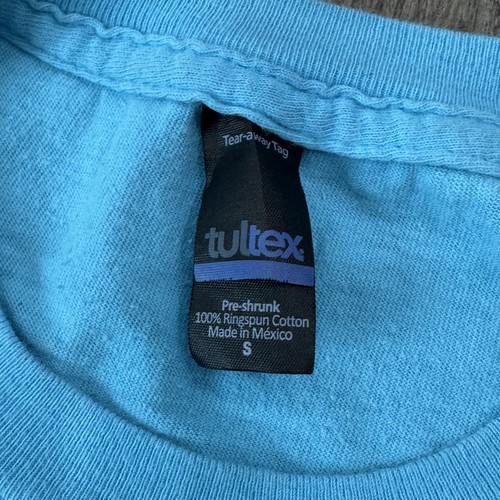 Tear-away Tag
tultex
Pre-shrunk
100% Ringspun Cotton
Made in México
S